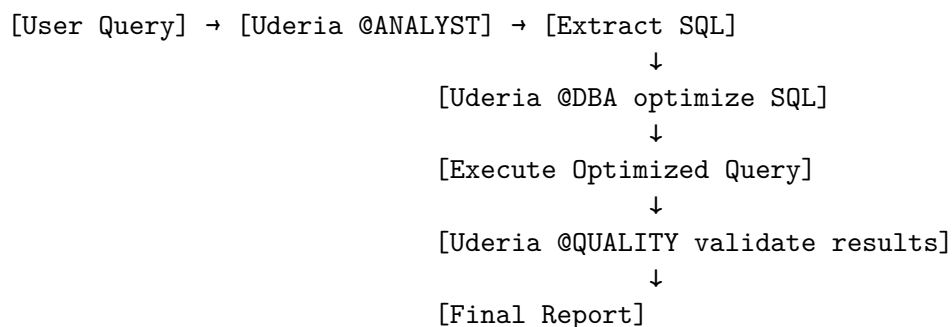 [User Query] → [Uderia @ANALYST] → [Extract SQL]
↓
[Uderia @DBA optimize SQL]
↓
[Execute Optimized Query]
↓
[Uderia @QUALITY validate results]
↓
[Final Report]